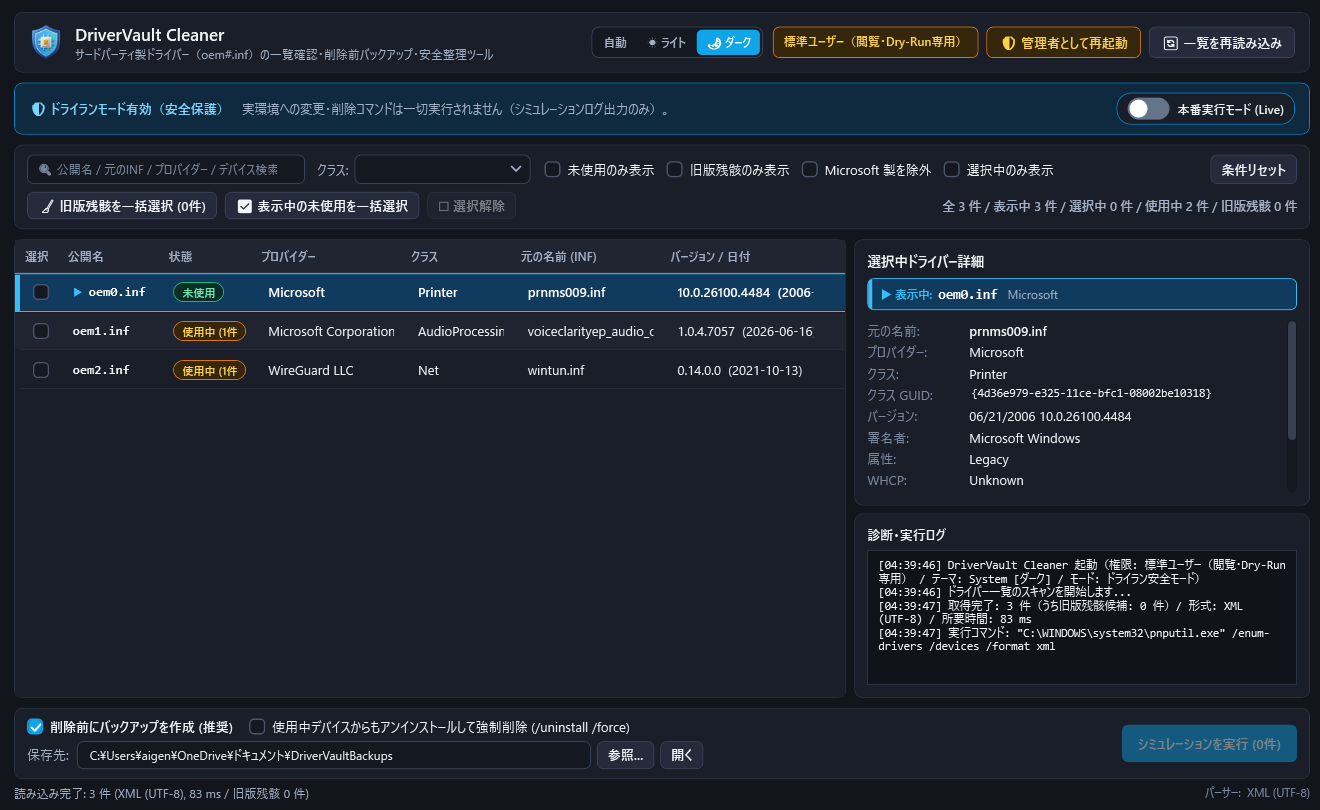 DriverVault Cleaner
サードパーティ製ドライバー（oem#.inf）の一覧確認・削除前バックアップ・安全整理ツール
自動 ライト ダーク
標準ユーザー（閲覧・Dry-Run専用）
管理者として再起動
一覧を再読み込み
ドライランモード有効（安全保護） 実環境への変更・削除コマンドは一切実行されません（シミュレーションログ出力のみ）。
本番実行モード (Live)
公開名 / 元のINF / プロバイダー / デバイス検索
クラス:
未使用のみ表示
旧版残骸のみ表示
Microsoft 製を除外
選択中のみ表示
条件リセット
旧版残骸を一括選択 (0件)
表示中の未使用を一括選択
選択解除
全 3 件 / 表示中 3 件 / 選択中 0 件 / 使用中 2 件 / 旧版残骸 0 件
選択 公開名 状態 プロバイダー クラス 元の名前 (INF) バージョン / 日付
▶ oem0.inf 未使用 Microsoft Printer prnms009.inf 10.0.26100.4484 (2006-
oem1.inf 使用中 (1件 Microsoft Corporation AudioProcessin voiceclarityep_audio_c 1.0.4.7057 (2026-06-16
oem2.inf 使用中 (1件 WireGuard LLC Net wintun.inf 0.14.0.0 (2021-10-13)
選択中ドライバー詳細
▶ 表示中: oem0.inf Microsoft
元の名前: prnms009.inf
プロバイダー: Microsoft
クラス: Printer
クラス GUID: {4d36e979-e325-11ce-bfc1-08002be10318}
バージョン: 06/21/2006 10.0.26100.4484
署名者: Microsoft Windows
属性: Legacy
WHCP: Unknown
診断・実行ログ
[04:39:46] DriverVault Cleaner 起動（権限: 標準ユーザー（閲覧・Dry-Run
専用） / テーマ: System [ダーク] / モード: ドライラン安全モード）
[04:39:46] ドライバー一覧のスキャンを開始します...
[04:39:47] 取得完了: 3 件（うち旧版残骸候補: 0 件）/ 形式: XML
(UTF-8) / 所要時間: 83 ms
[04:39:47] 実行コマンド: "C:\WINDOWS\system32\pnputil.exe" /enum-
drivers /devices /format xml
削除前にバックアップを作成 (推奨)
使用中デバイスからもアンインストールして強制削除 (/uninstall /force)
保存先: C:¥Users¥aigen¥OneDrive¥ドキュメント¥DriverVaultBackups
参照...
開く
シミュレーションを実行 (0件)
読み込み完了: 3 件 (XML (UTF-8), 83 ms / 旧版残骸 0 件)
パーサー: XML (UTF-8)